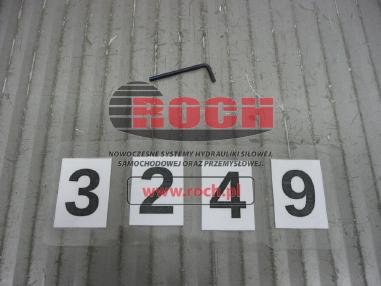 ROCH
NOWOCZESNE SYSTEMY HYDRAULIKI SIŁOWEJ,
SAMOCHODOWEJ ORAZ PRZEMYSŁOWEJ.
www.roch.pl
3 2 4 9